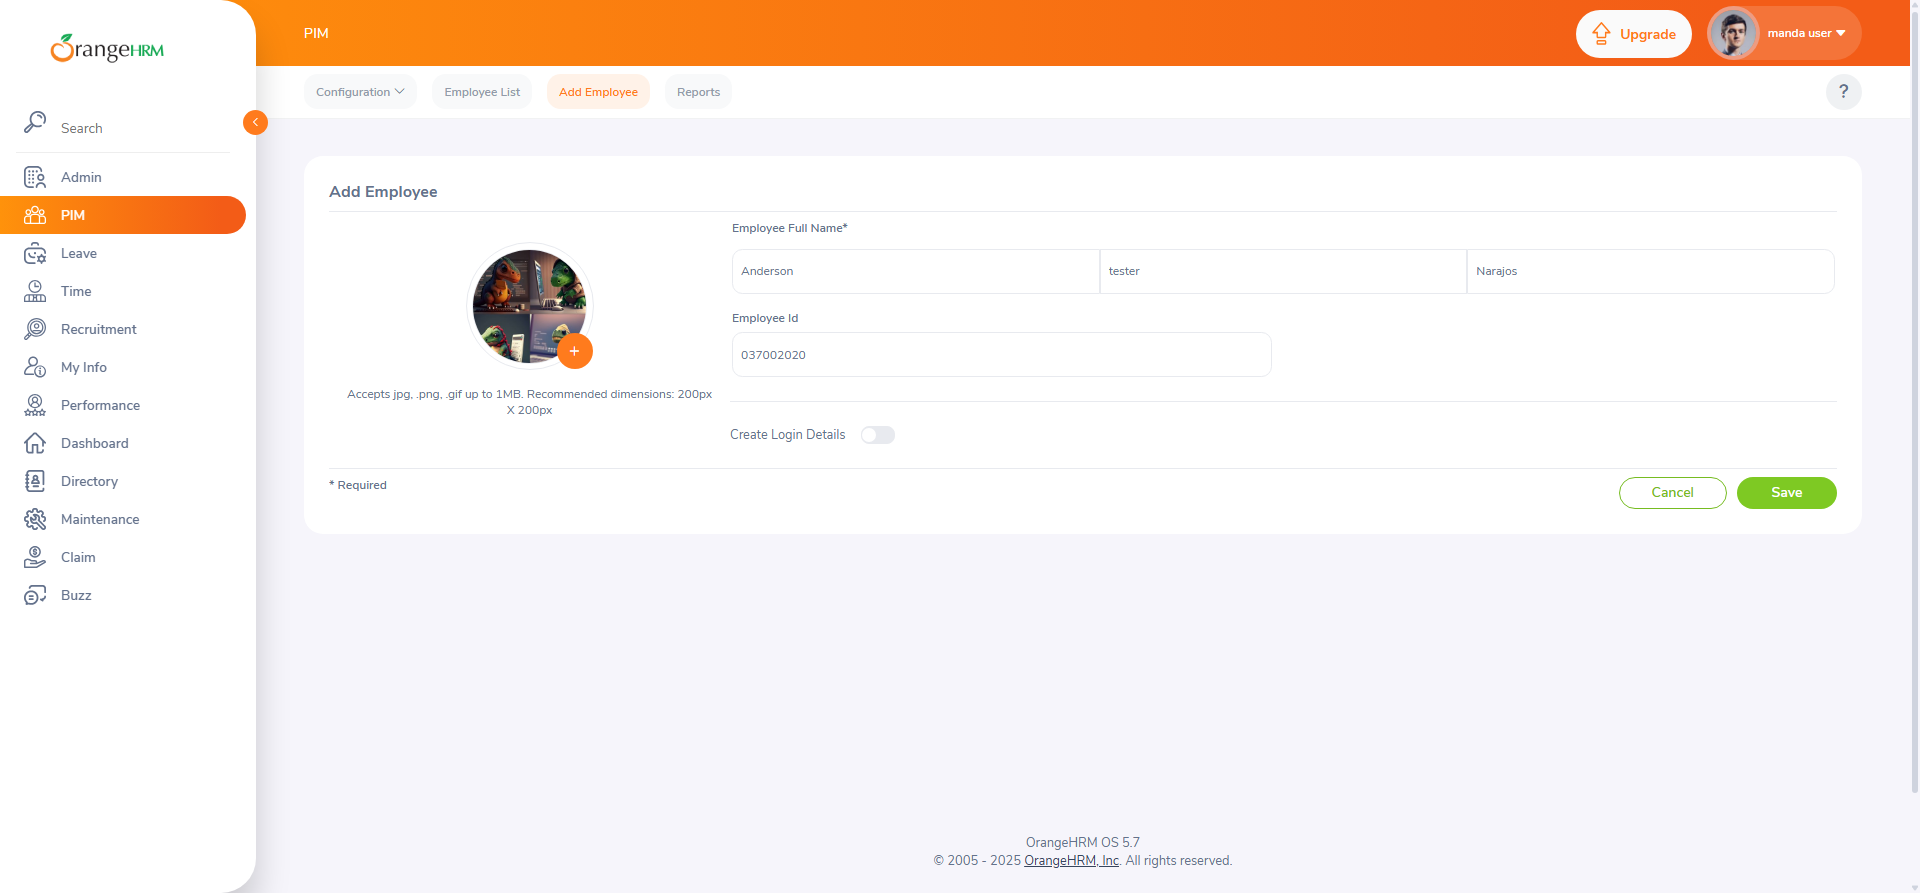 OrangeHRM
Search
Admin
PIM
Leave
Time
Recruitment
My Info
Performance
Dashboard
Directory
Maintenance
Claim
Buzz
PIM
Upgrade
manda user
Configuration
Employee List
Add Employee
Reports
?
Add Employee
Accepts jpg, .png, .gif up to 1MB. Recommended dimensions: 200px
X 200px
Employee Full Name*
Anderson
tester
Narajos
Employee Id
037002020
Create Login Details
* Required
Cancel
Save
OrangeHRM OS 5.7
© 2005 - 2025 OrangeHRM, Inc. All rights reserved.